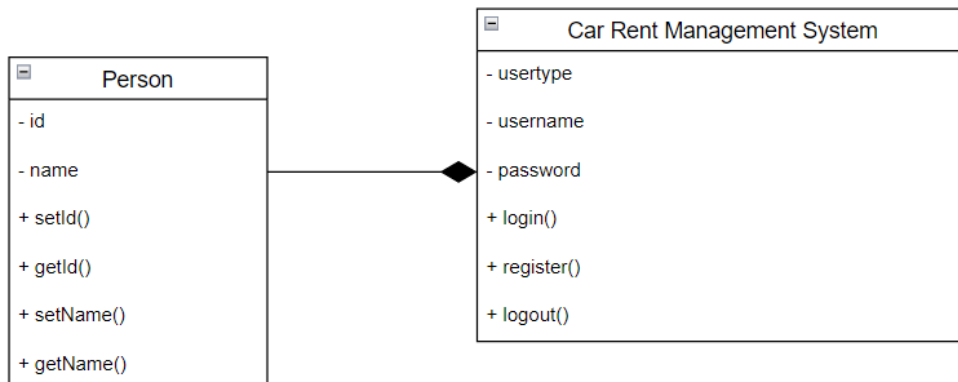 Person
- id
- name
+ setId()
+ getId()
+ setName()
+ getName()
Car Rent Management System
- usertype
- username
- password
+ login()
+ register()
+ logout()